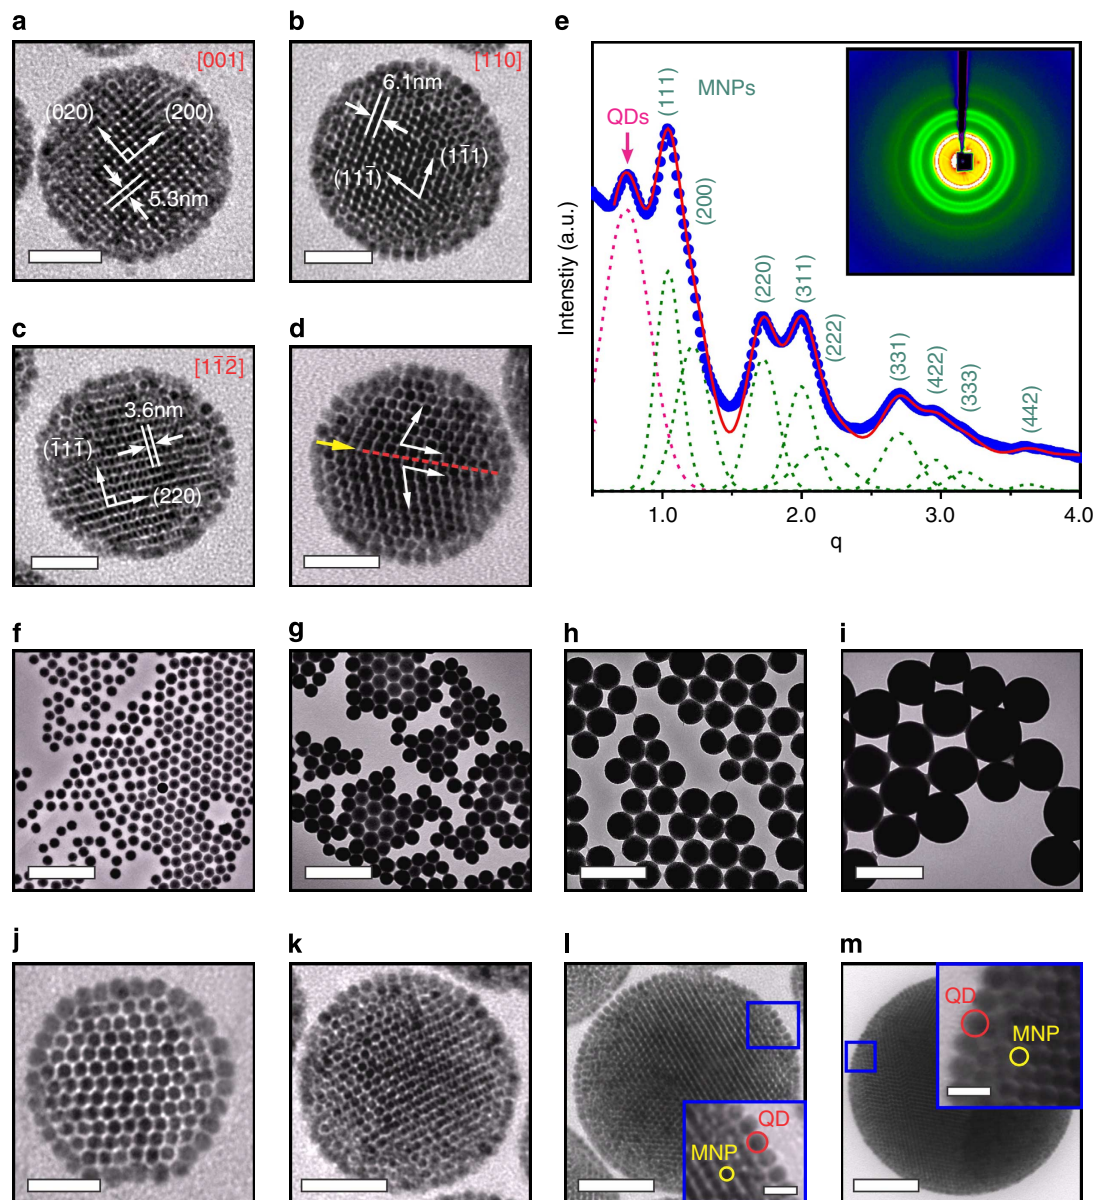 a
[001]
(020)
(200)
5.3nm
b
[110]
6.1nm
(11̄1)
(111̄)
e
Intenstiy (a.u.)
QDs
MNPs
(111)
(200)
(220)
(311)
(222)
(331)
(422)
(333)
(442)
1.0 2.0 3.0 4.0
q
c
[11̄2̄]
3.6nm
(1̄11̄)
(220)
d
f
g
h
i
j
k
l
QD
MNP
m
QD
MNP